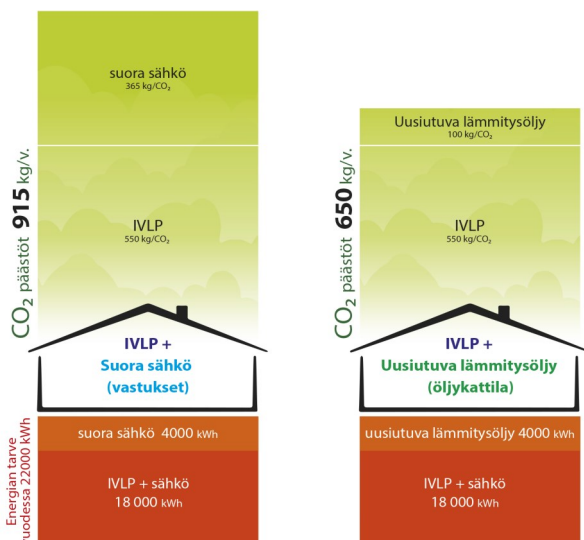 suora sähkö
365 kg/CO₂
IVLP
550 kg/CO₂
CO₂ päästöt 915 kg/v.
IVLP +
Suora sähkö
(vastukset)
suora sähkö 4000 kWh
IVLP + sähkö
18 000 kWh
Energian tarve
vuodessa 22000 kWh
Uusiutuva lämmitysöljy
100 kg/CO₂
IVLP
550 kg/CO₂
CO₂ päästöt 650 kg/v.
IVLP +
Uusiutuva lämmitysöljy
(öljykattila)
uusiutuva lämmitysöljy 4000 kWh
IVLP + sähkö
18 000 kWh